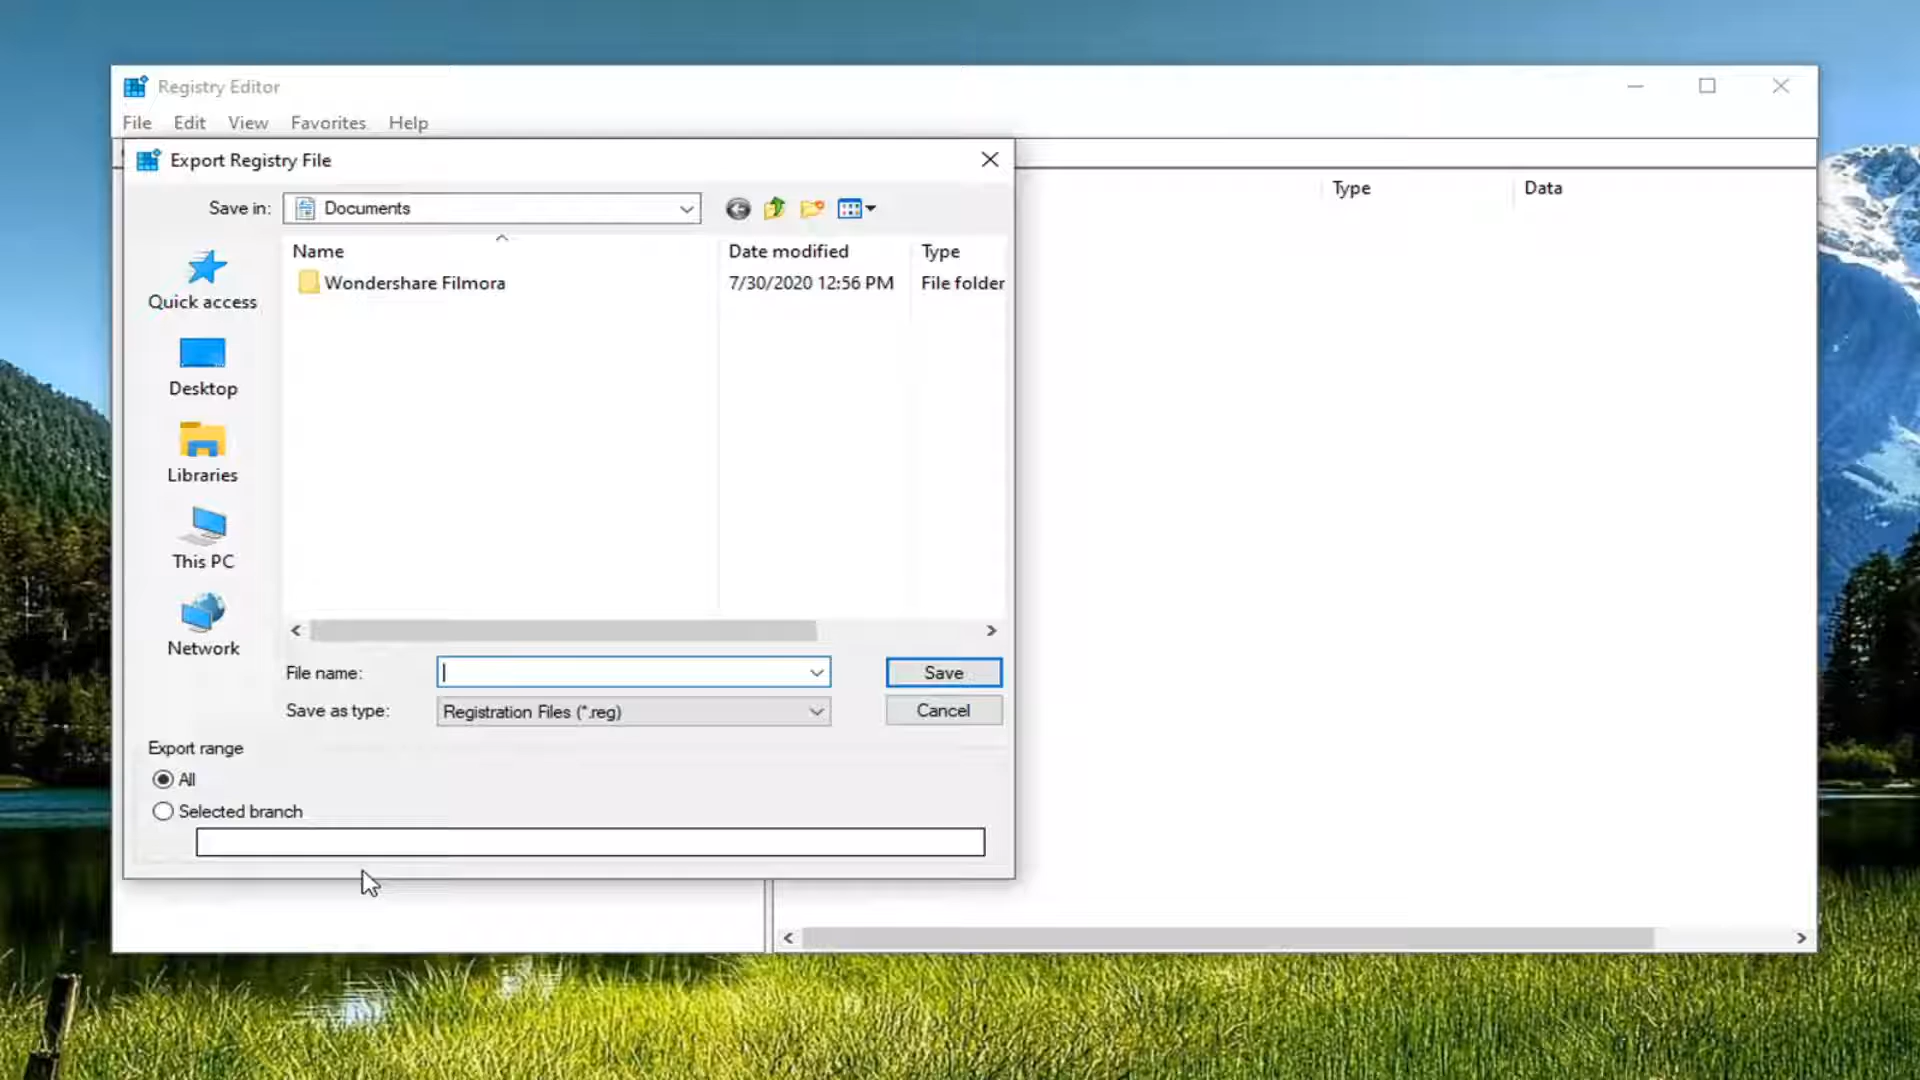 Registry Editor
File Edit View Favorites Help
Export Registry File
Type Data
Save in: Documents
Name Date modified Type
Wondershare Filmora 7/30/2020 12:56 PM File folder
Quick access
Desktop
Libraries
This PC
Network
File name: Save
Save as type: Registration Files (*.reg) Cancel
Export range
All
Selected branch